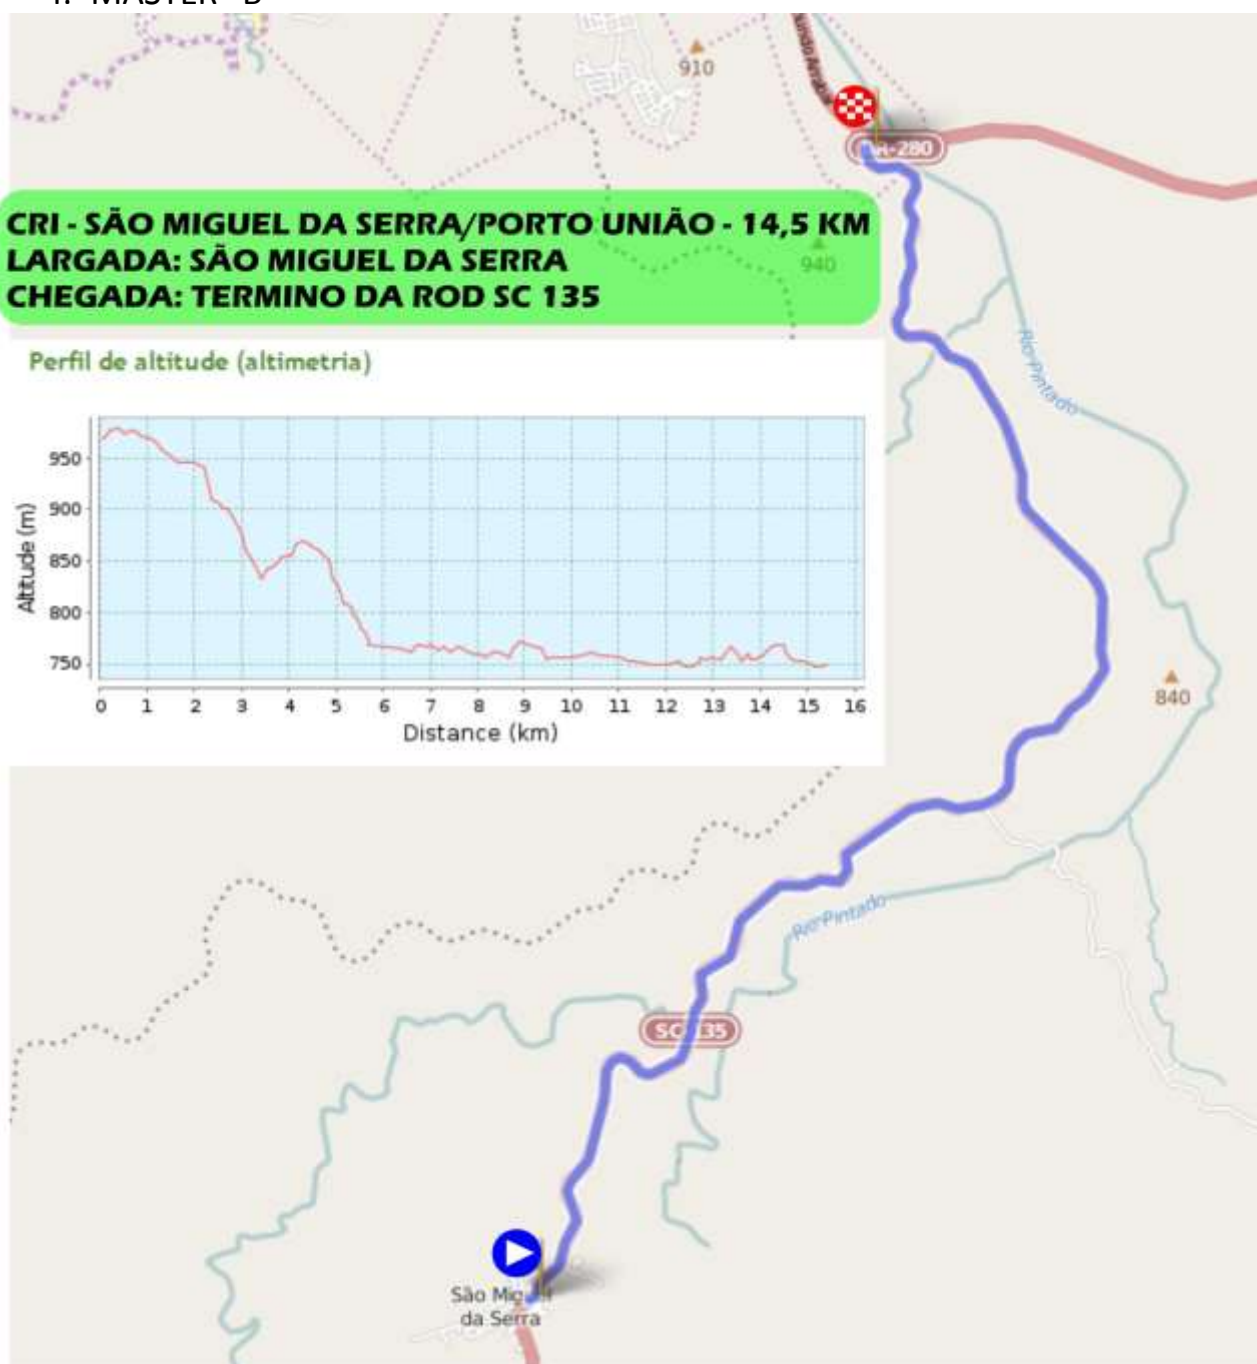 910
CRI - SÃO MIGUEL DA SERRA/PORTO UNIÃO - 14,5 KM
LARGADA: SÃO MIGUEL DA SERRA
CHEGADA: TERMINO DA ROD SC 135
940
Rio Pintado
Perfil de altitude (altimetria)
950
900
850
800
750
Altitude (m)
0 1 2 3 4 5 6 7 8 9 10 11 12 13 14 15 16
Distance (km)
840
Rio Pintado
São
da Serra